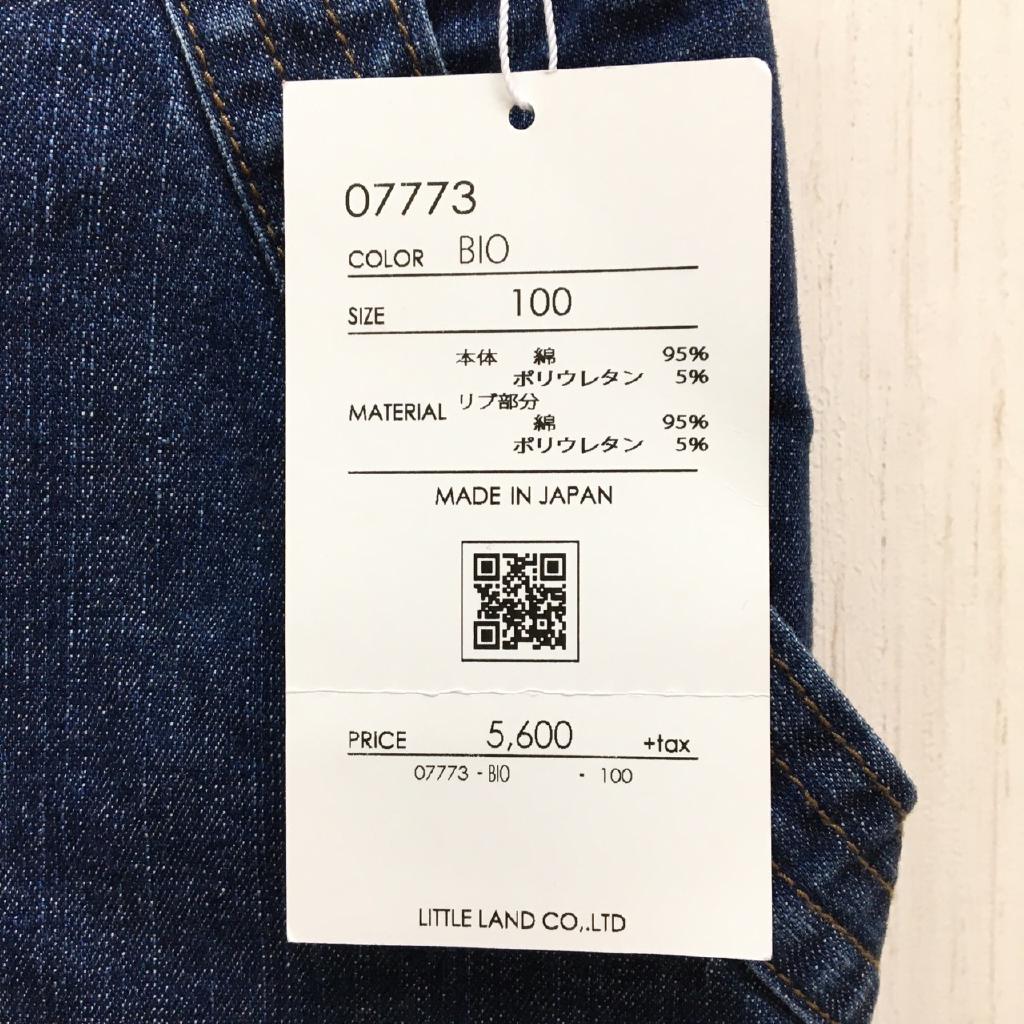 07773
COLOR BIO
SIZE 100
本体 綿 95%
ポリウレタン 5%
MATERIAL リブ部分
綿 95%
ポリウレタン 5%
MADE IN JAPAN
PRICE 5,600 +tax
07773 - BIO - 100
LITTLE LAND CO,.LTD